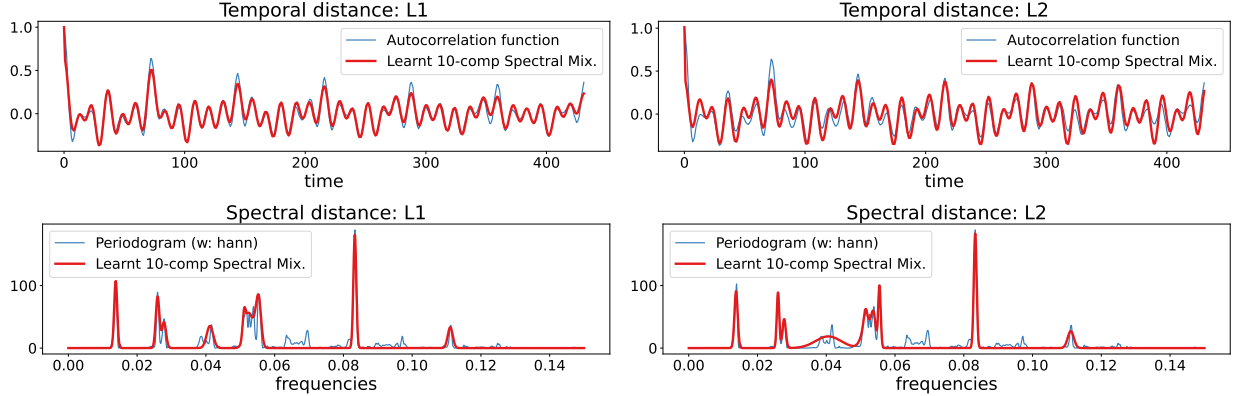 Temporal distance: L1
1.0
0.5
0.0
Autocorrelation function
Learnt 10-comp Spectral Mix.
0 100 200 300 400
time
Temporal distance: L2
1.0
0.5
0.0
Autocorrelation function
Learnt 10-comp Spectral Mix.
0 100 200 300 400
time
Spectral distance: L1
Periodogram (w: hann)
Learnt 10-comp Spectral Mix.
100
0
0.00 0.02 0.04 0.06 0.08 0.10 0.12 0.14
frequencies
Spectral distance: L2
Periodogram (w: hann)
Learnt 10-comp Spectral Mix.
100
0
0.00 0.02 0.04 0.06 0.08 0.10 0.12 0.14
frequencies